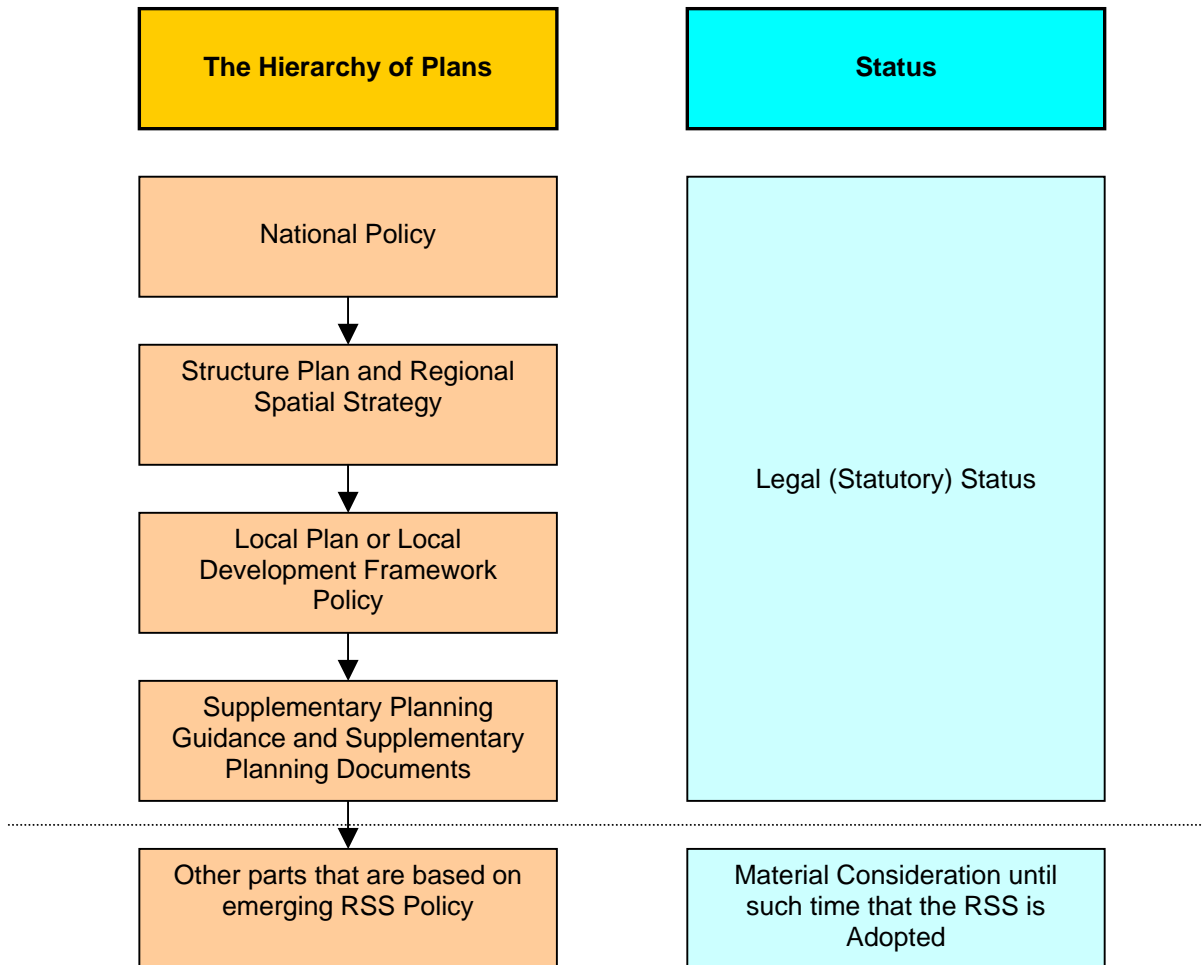 The Hierarchy of Plans
Status
National Policy
Structure Plan and Regional
Spatial Strategy
Legal (Statutory) Status
Local Plan or Local
Development Framework
Policy
Supplementary Planning
Guidance and Supplementary
Planning Documents
Other parts that are based on
emerging RSS Policy
Material Consideration until
such time that the RSS is
Adopted